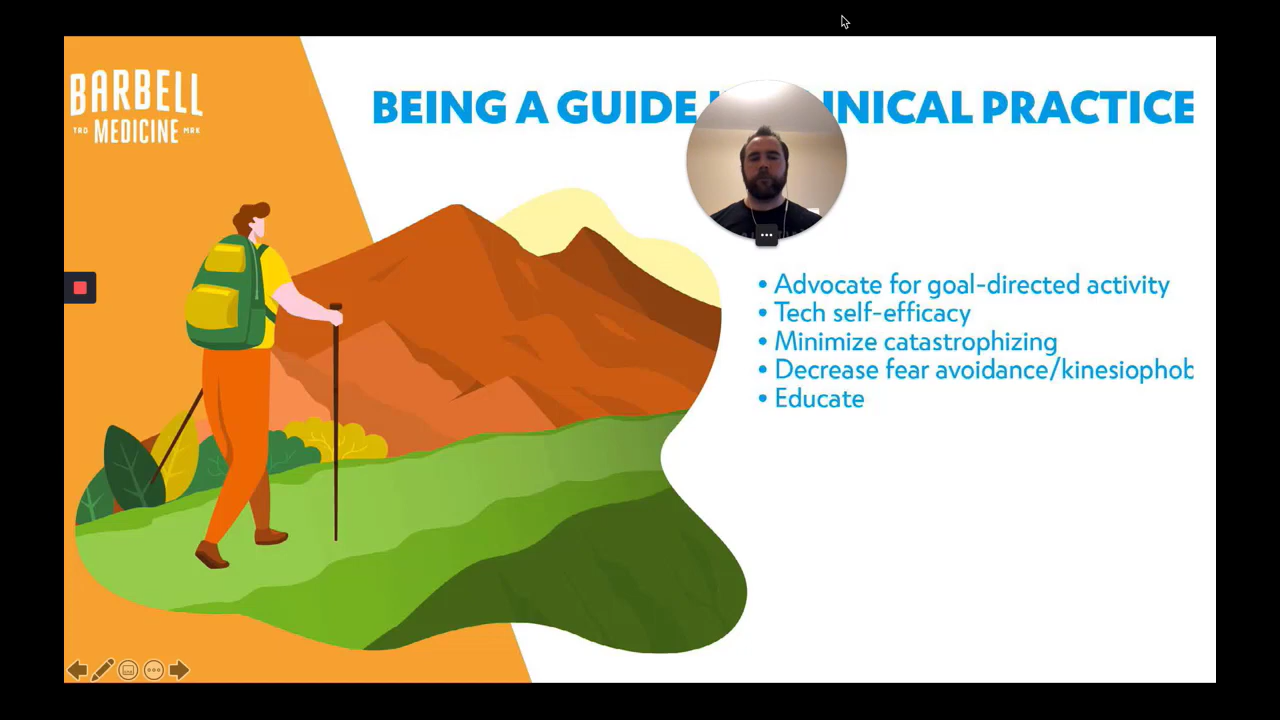 BARBELL
TRD MEDICINE MRK
BEING A GUIDE NICAL PRACTICE
• Advocate for goal-directed activity
• Tech self-efficacy
• Minimize catastrophizing
• Decrease fear avoidance/kinesiophob
• Educate